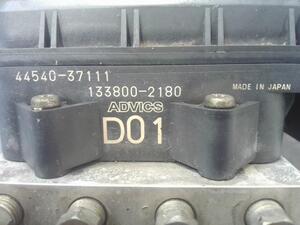 44540-37111
133800-2180
MADE IN JAPAN
ADVICS
D01